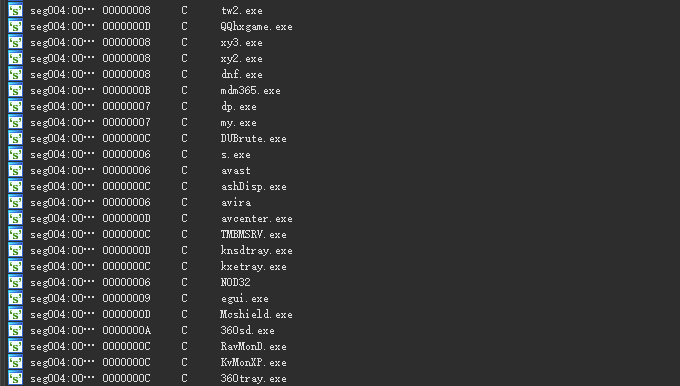 's' seg004:00… 00000008 C tw2.exe
's' seg004:00… 0000000D C QQhxgame.exe
's' seg004:00… 00000008 C xy3.exe
's' seg004:00… 00000008 C xy2.exe
's' seg004:00… 00000008 C dnf.exe
's' seg004:00… 0000000B C mdm365.exe
's' seg004:00… 00000007 C dp.exe
's' seg004:00… 00000007 C my.exe
's' seg004:00… 0000000C C DUBrute.exe
's' seg004:00… 00000006 C s.exe
's' seg004:00… 00000006 C avast
's' seg004:00… 0000000C C ashDisp.exe
's' seg004:00… 00000006 C avira
's' seg004:00… 0000000D C avcenter.exe
's' seg004:00… 0000000C C TMBMSRV.exe
's' seg004:00… 0000000D C knsdtray.exe
's' seg004:00… 0000000C C kxetray.exe
's' seg004:00… 00000006 C NOD32
's' seg004:00… 00000009 C egui.exe
's' seg004:00… 0000000D C Mcshield.exe
's' seg004:00… 0000000A C 360sd.exe
's' seg004:00… 0000000C C RavMonD.exe
's' seg004:00… 0000000C C KvMonXP.exe
's' seg004:00… 0000000C C 360tray.exe